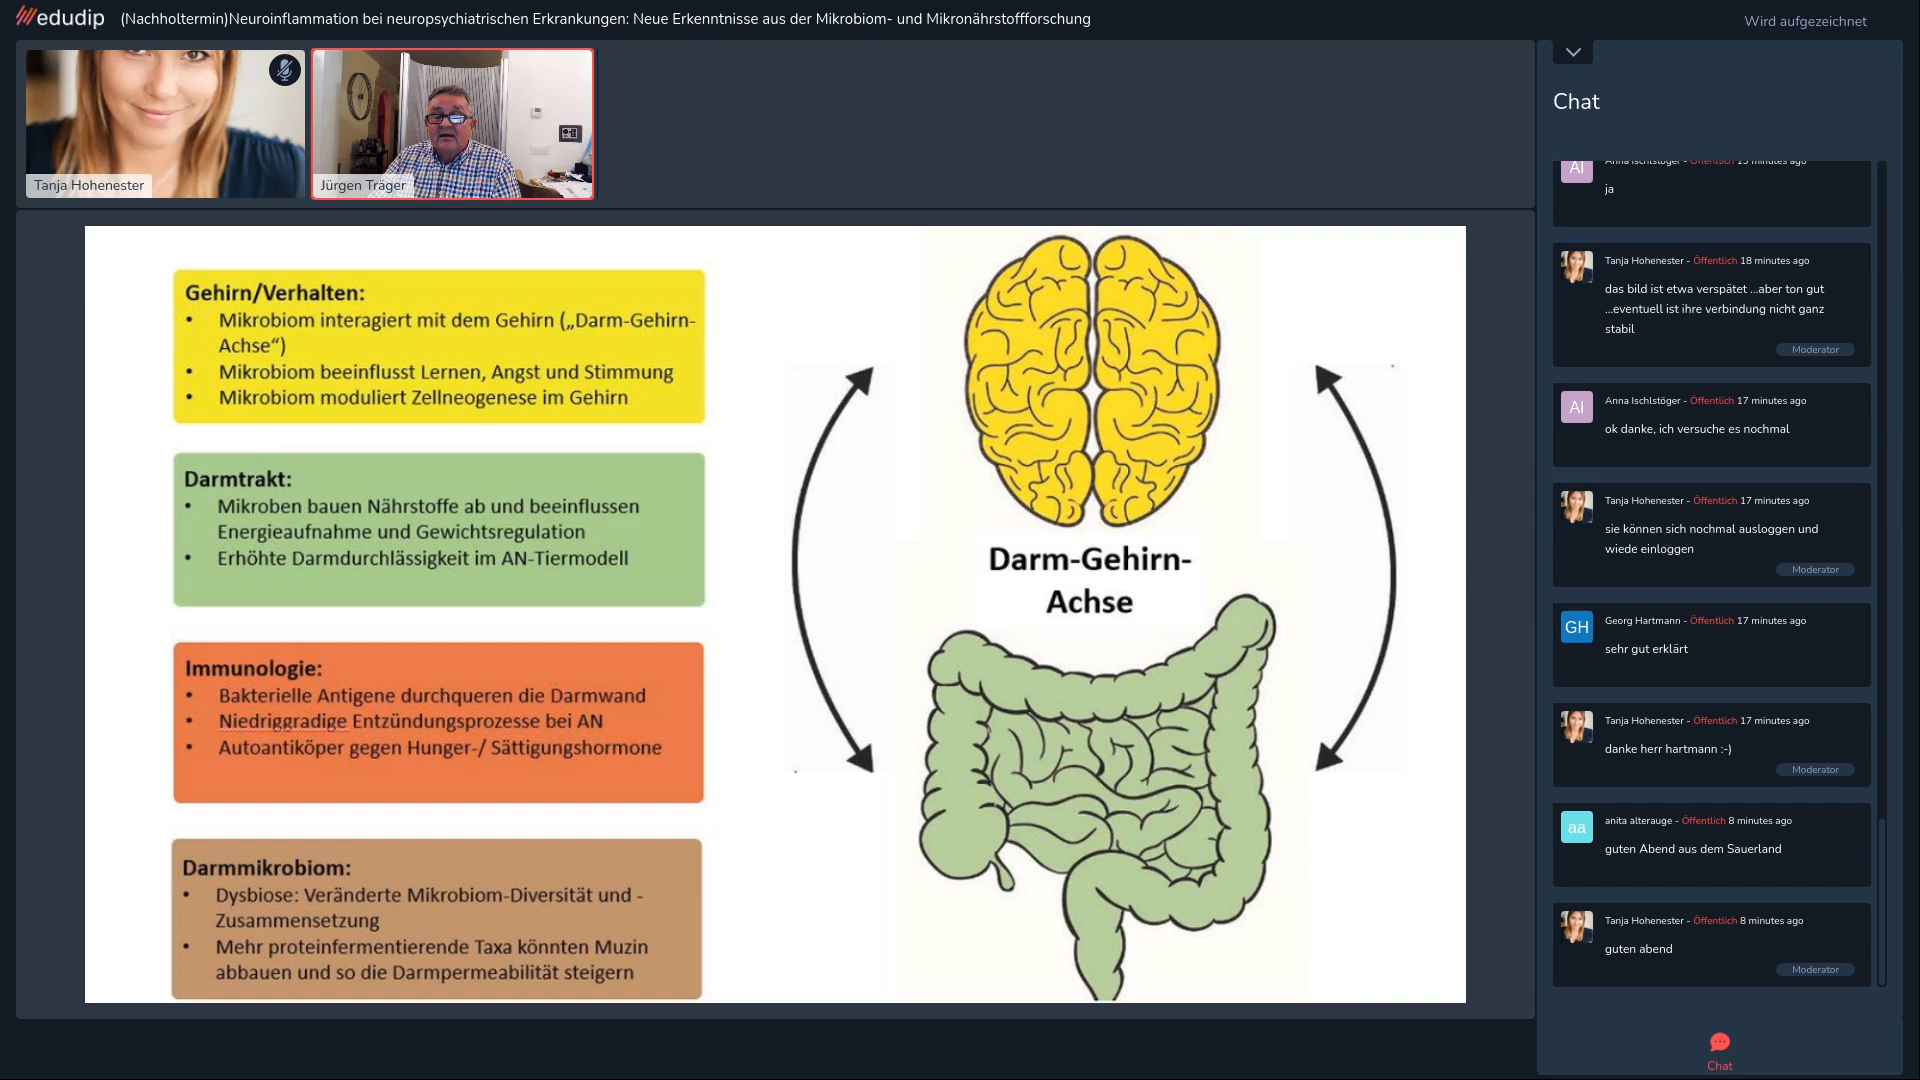 edudip
(Nachholtermin)Neuroinflammation bei neuropsychiatrischen Erkrankungen: Neue Erkenntnisse aus der Mikrobiom- und Mikronährstoffforschung
Wird aufgezeichnet
Tanja Hohenester
Jürgen Träger
Gehirn/Verhalten:
• Mikrobiom interagiert mit dem Gehirn („Darm-Gehirn-
Achse“)
• Mikrobiom beeinflusst Lernen, Angst und Stimmung
• Mikrobiom moduliert Zellneogenese im Gehirn
Darmtrakt:
• Mikroben bauen Nährstoffe ab und beeinflussen
Energieaufnahme und Gewichtsregulation
• Erhöhte Darmdurchlässigkeit im AN-Tiermodell
Immunologie:
• Bakterielle Antigene durchqueren die Darmwand
• Niedriggradige Entzündungsprozesse bei AN
• Autoantiköper gegen Hunger-/ Sättigungshormone
Darmmikrobiom:
• Dysbiose: Veränderte Mikrobiom-Diversität und -
Zusammensetzung
• Mehr proteinfermentierende Taxa könnten Muzin
abbauen und so die Darmpermeabilität steigern
Darm-Gehirn-
Achse
Chat
AI
Anna Ischlstöger - Öffentlich 19 minutes ago
ja
Tanja Hohenester - Öffentlich 18 minutes ago
das bild ist etwa verspätet ...aber ton gut
...eventuell ist ihre verbindung nicht ganz
stabil
Moderator
AI
Anna Ischlstöger - Öffentlich 17 minutes ago
ok danke, ich versuche es nochmal
Tanja Hohenester - Öffentlich 17 minutes ago
sie können sich nochmal ausloggen und
wiede einloggen
Moderator
GH
Georg Hartmann - Öffentlich 17 minutes ago
sehr gut erklärt
Tanja Hohenester - Öffentlich 17 minutes ago
danke herr hartmann :-)
Moderator
aa
anita alterauge - Öffentlich 8 minutes ago
guten Abend aus dem Sauerland
Tanja Hohenester - Öffentlich 8 minutes ago
guten abend
Moderator
Chat